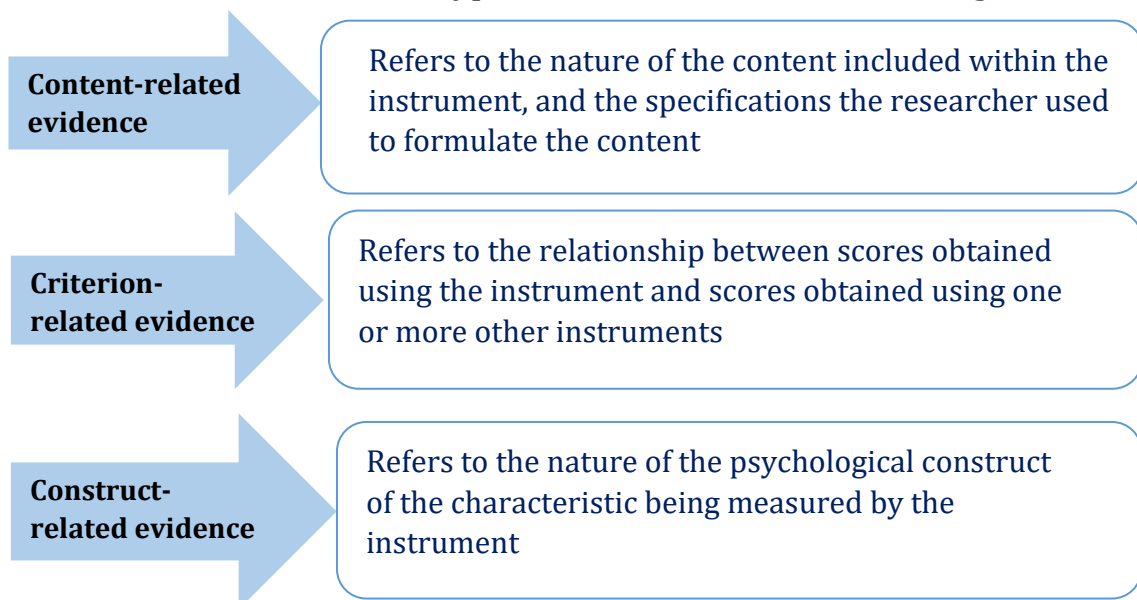 Content-related
evidence
Refers to the nature of the content included within the
instrument, and the specifications the researcher used
to formulate the content
Criterion-
related evidence
Refers to the relationship between scores obtained
using the instrument and scores obtained using one
or more other instruments
Construct-
related evidence
Refers to the nature of the psychological construct
of the characteristic being measured by the
instrument